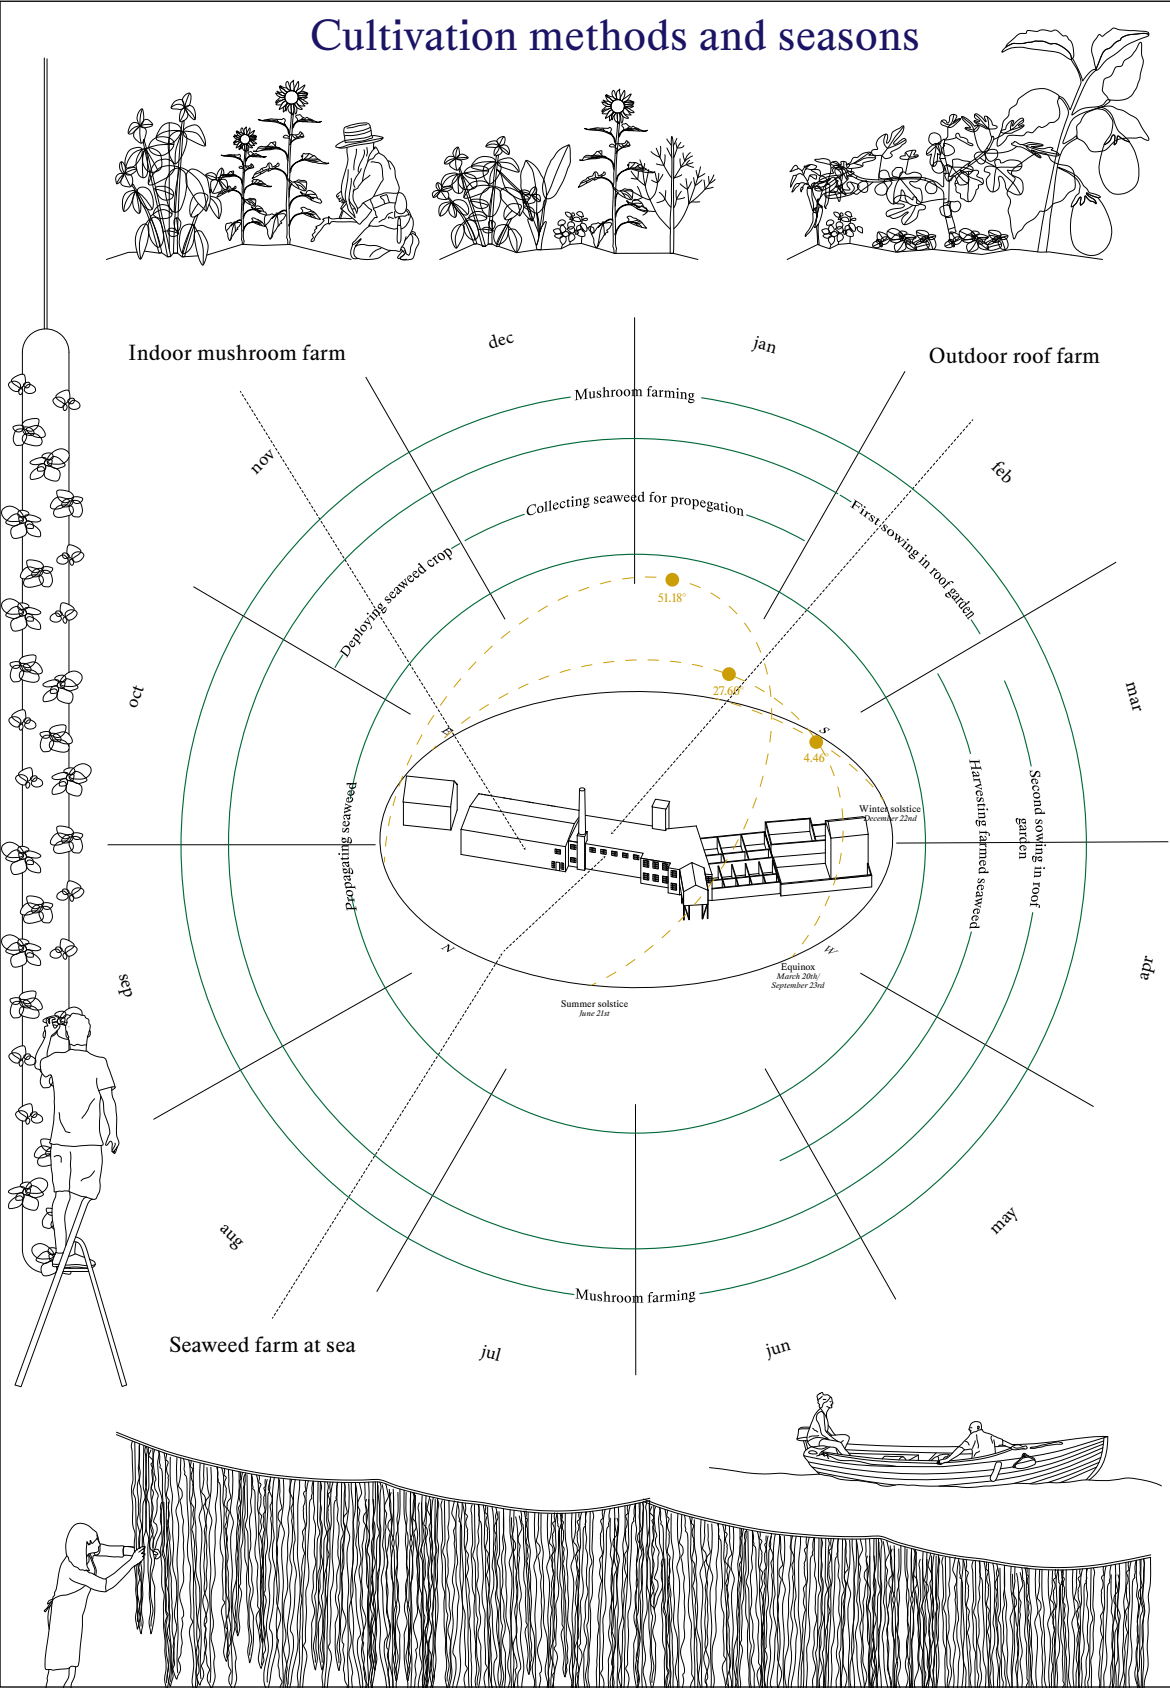 Cultivation methods and seasons
Indoor mushroom farm
dec
jan
Outdoor roof farm
Mushroom farming
nov
feb
Collecting seaweed for propegation
First sowing in roof garden
Deploying seaweed crop
51.18°
oct
27.60°
mar
E
S
4.46°
Propagating seaweed
Winter solstice
December 22nd
Harvesting farmed seaweed
Second sowing in roof
garden
N
W
sep
Equinox
March 20th/
September 23rd
apr
Summer solstice
June 21st
aug
may
Mushroom farming
Seaweed farm at sea
jul
jun